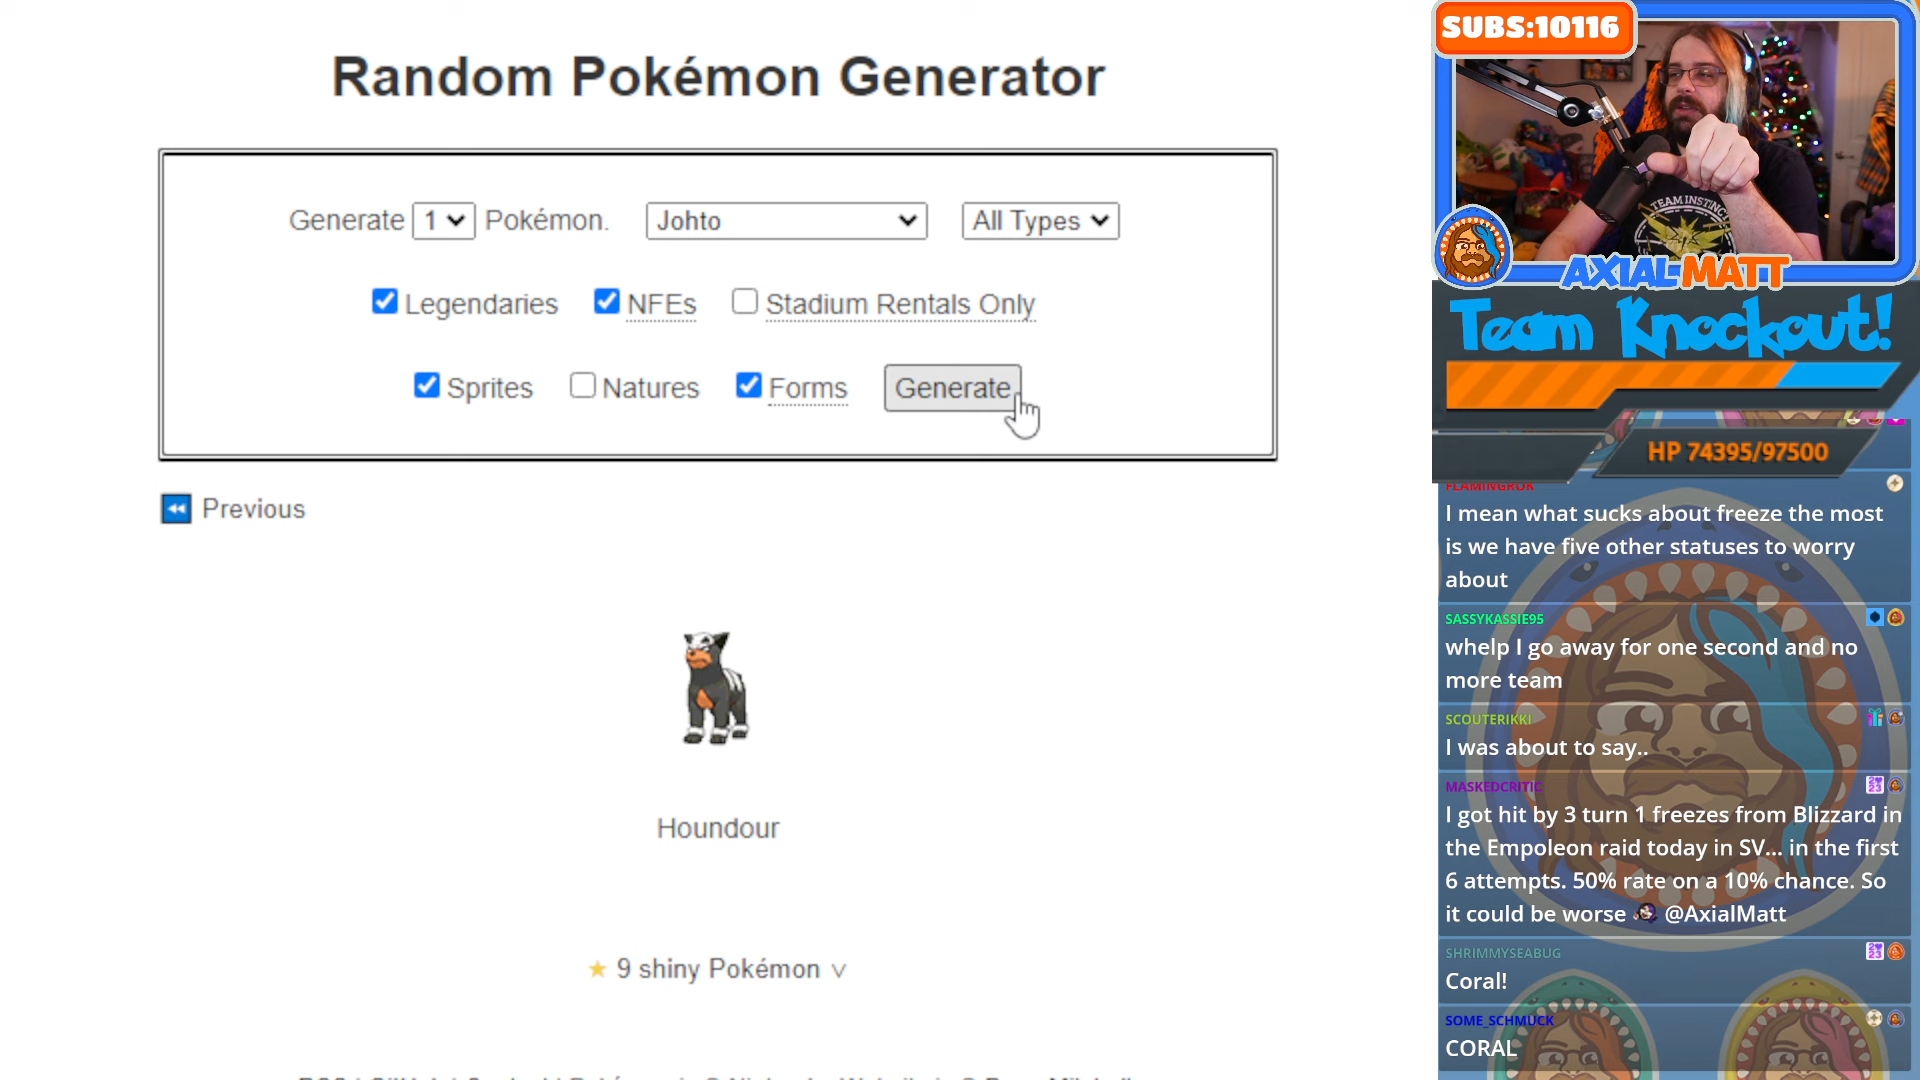 Random Pokémon Generator
Generate 1 Pokémon. Johto All Types
Legendaries NFEs Stadium Rentals Only
Sprites Natures Forms Generate
Previous
Houndour
9 shiny Pokémon
SUBS:10116
TEAM INSTINCT
AXIALMATT
Team Knockout!
HP 74395/97500
FLAMINGROK
I mean what sucks about freeze the most
is we have five other statuses to worry
about
SASSYKASSIE95
whelp I go away for one second and no
more team
SCOUTERIKKI
I was about to say..
MASKEDCRITIC
I got hit by 3 turn 1 freezes from Blizzard in
the Empoleon raid today in SV... in the first
6 attempts. 50% rate on a 10% chance. So
it could be worse @AxialMatt
SHRIMMYSEABUG
Coral!
SOME_SCHMUCK
CORAL